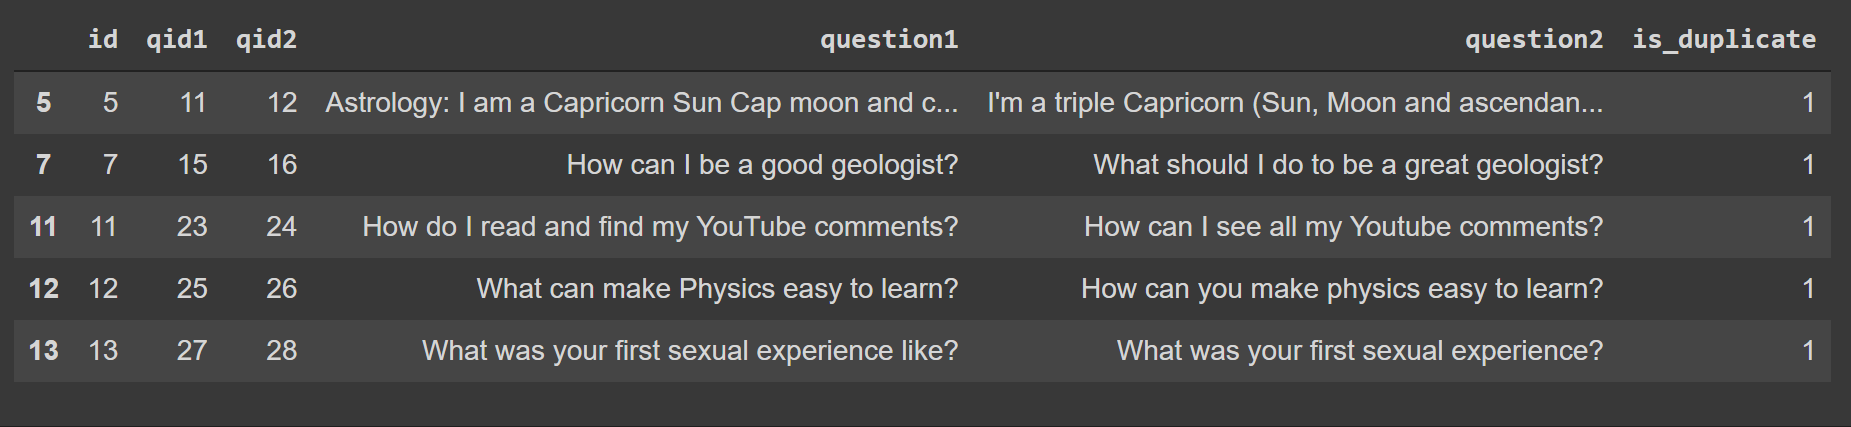 id qid1 qid2 question1 question2 is_duplicate
5 5 11 12 Astrology: I am a Capricorn Sun Cap moon and c... I'm a triple Capricorn (Sun, Moon and ascendan... 1
7 7 15 16 How can I be a good geologist? What should I do to be a great geologist? 1
11 11 23 24 How do I read and find my YouTube comments? How can I see all my Youtube comments? 1
12 12 25 26 What can make Physics easy to learn? How can you make physics easy to learn? 1
13 13 27 28 What was your first sexual experience like? What was your first sexual experience? 1